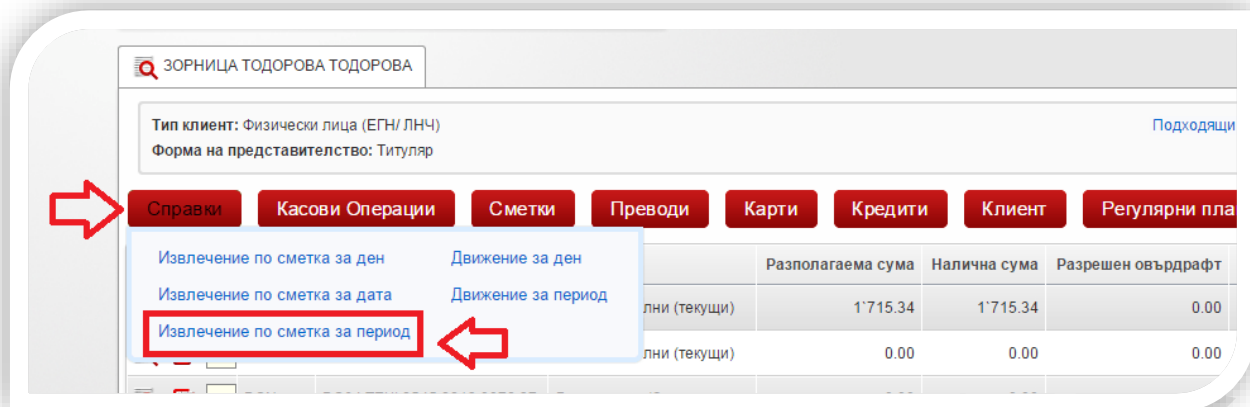 ЗОРНИЦА ТОДОРОВА ТОДОРОВА
Тип клиент: Физически лица (ЕГН/ ЛНЧ)
Подходящи
Форма на представителство: Титуляр
Справки Касови Операции Сметки Преводи Карти Кредити Клиент Регулярни пла
Извлечение по сметка за ден Движение за ден
Разполагаема сума Налична сума Разрешен овърдрафт
Извлечение по сметка за дата Движение за период
лни (текущи) 1`715.34 1`715.34 0.00
Извлечение по сметка за период
лни (текущи) 0.00 0.00 0.00